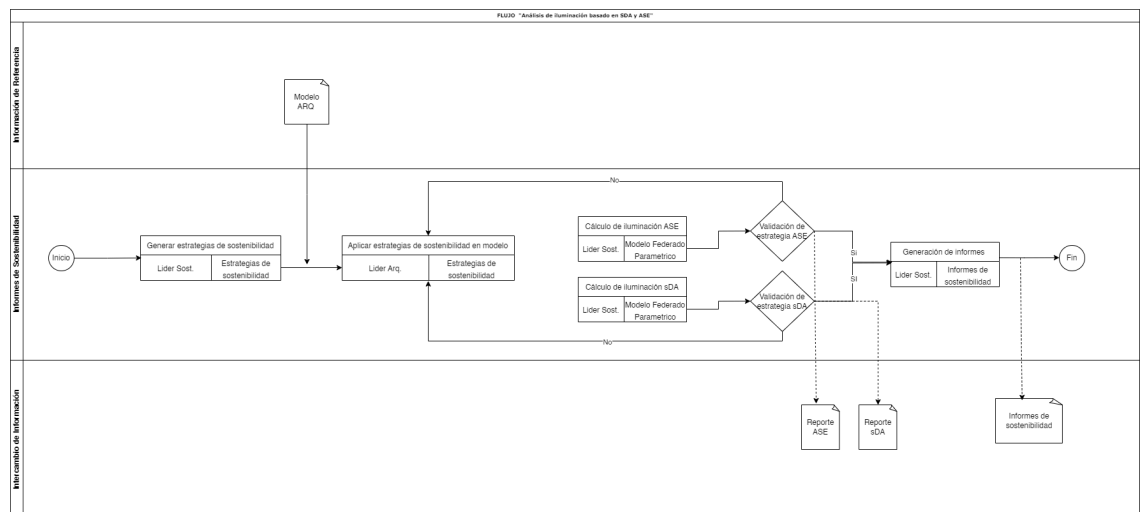 FLUJO "Análisis de iluminación basado en SDA y ASE"
Información de Referencia
Modelo
ARQ
Informes de Sostenibilidad
Inicio
Generar estrategias de sostenibilidad
Lider Sost.
Estrategias de
sostenibilidad
Aplicar estrategias de sostenibilidad en modelo
Lider Arq.
Estrategias de
sostenibilidad
No
Cálculo de iluminación ASE
Lider Sost.
Modelo Federado
Parametrico
Validación de
estrategia ASE
Si
Cálculo de iluminación sDA
Lider Sost.
Modelo Federado
Parametrico
Validación de
estrategia sDA
SI
No
Generación de informes
Lider Sost.
Informes de
sostenibilidad
Fin
Intercambio de Información
Reporte
ASE
Reporte
sDA
Informes de
sostenibilidad